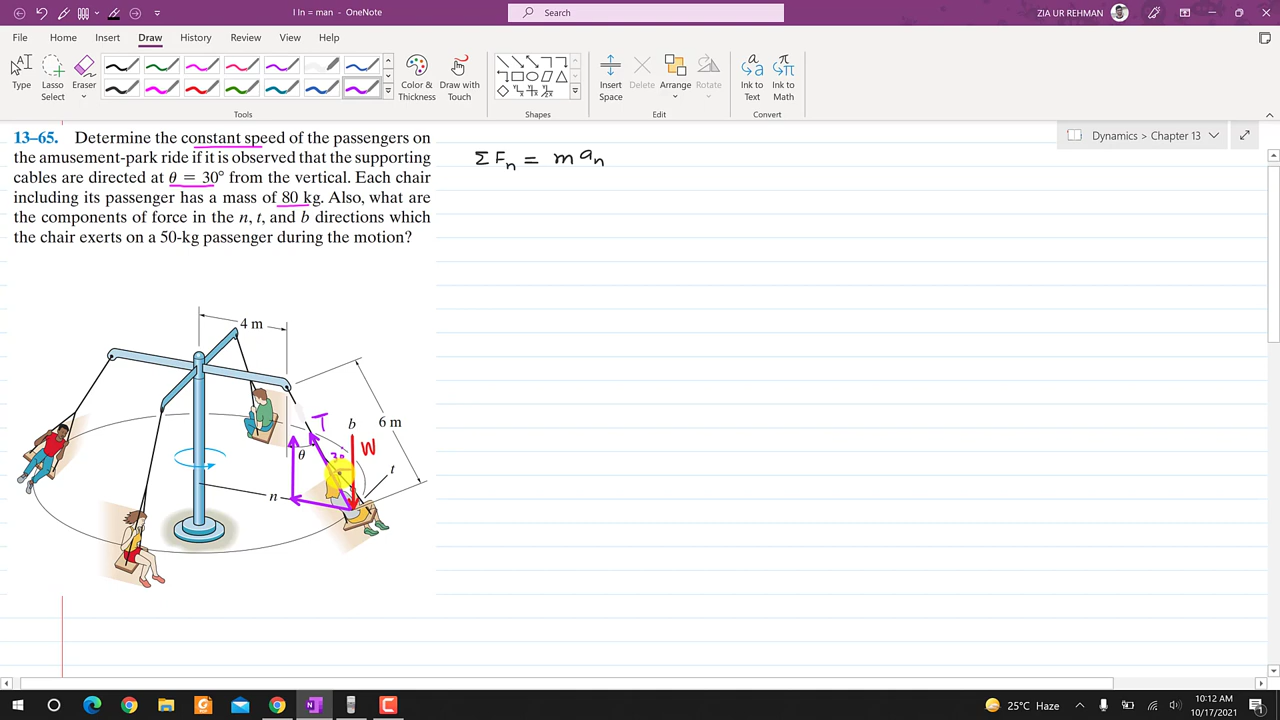 I In = man - OneNote
Search
ZIA UR REHMAN
File Home Insert Draw History Review View Help
Type
Lasso Select
Eraser
Color & Thickness
Draw with Touch
Insert Space
Delete
Arrange
Rotate
Ink to Text
Ink to Math
Tools
Shapes
Edit
Convert
Dynamics > Chapter 13
13–65. Determine the constant speed of the passengers on
the amusement-park ride if it is observed that the supporting
cables are directed at θ = 30° from the vertical. Each chair
including its passenger has a mass of 80 kg. Also, what are
the components of force in the n, t, and b directions which
the chair exerts on a 50-kg passenger during the motion?
ΣFn = m an
4 m
6 m
T
b
W
θ
30
t
n
25°C Haze
10:12 AM
10/17/2021